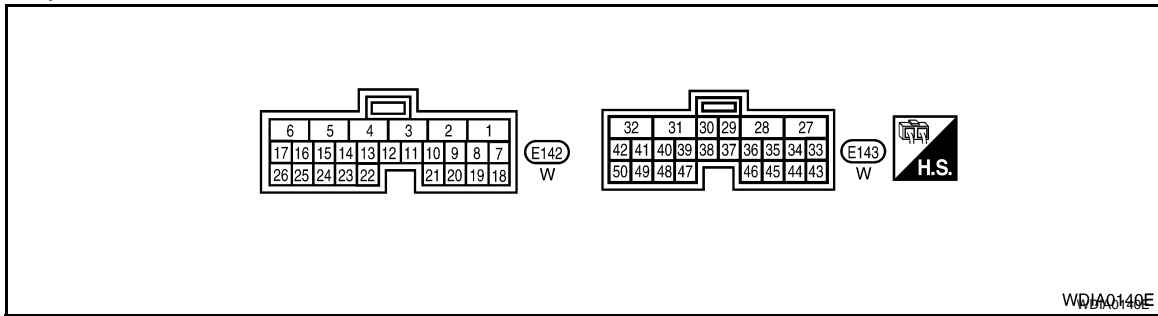 6 5 4 3 2 1
17 16 15 14 13 12 11 10 9 8 7
26 25 24 23 22 21 20 19 18
E142
W
32 31 30 29 28 27
42 41 40 39 38 37 36 35 34 33
50 49 48 47 46 45 44 43
E143
W
H.S.
WDIA0140E
WDIA0140E